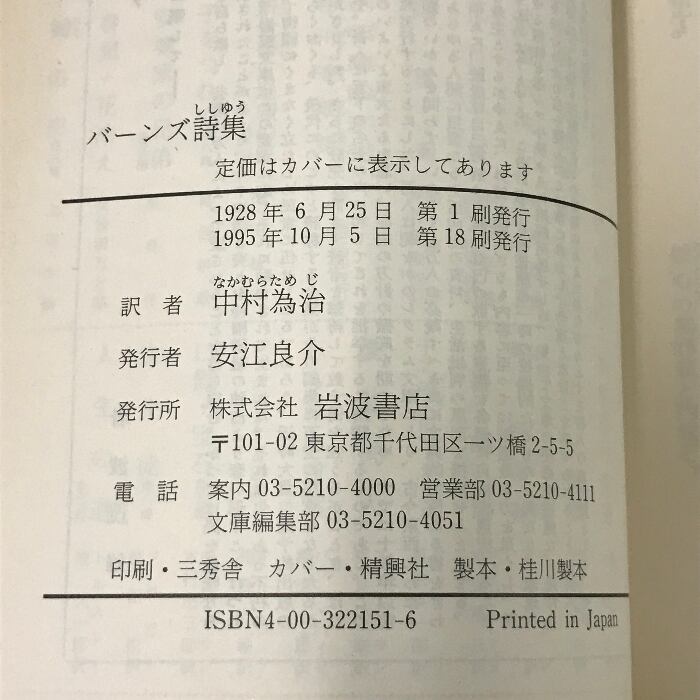 ししゆう
バーンズ詩集
定価はカバーに表示してあります
1928年6月25日 第1刷発行
1995年10月5日 第18刷発行
なかむらためじ
訳者 中村為治
発行者 安江良介
発行所 株式会社 岩波書店
〒101-02 東京都千代田区一ツ橋2-5-5
電話 案内 03-5210-4000 営業部 03-5210-4111
文庫編集部 03-5210-4051
印刷・三秀舎 カバー・精興社 製本・桂川製本
ISBN4-00-322151-6 Printed in Japan